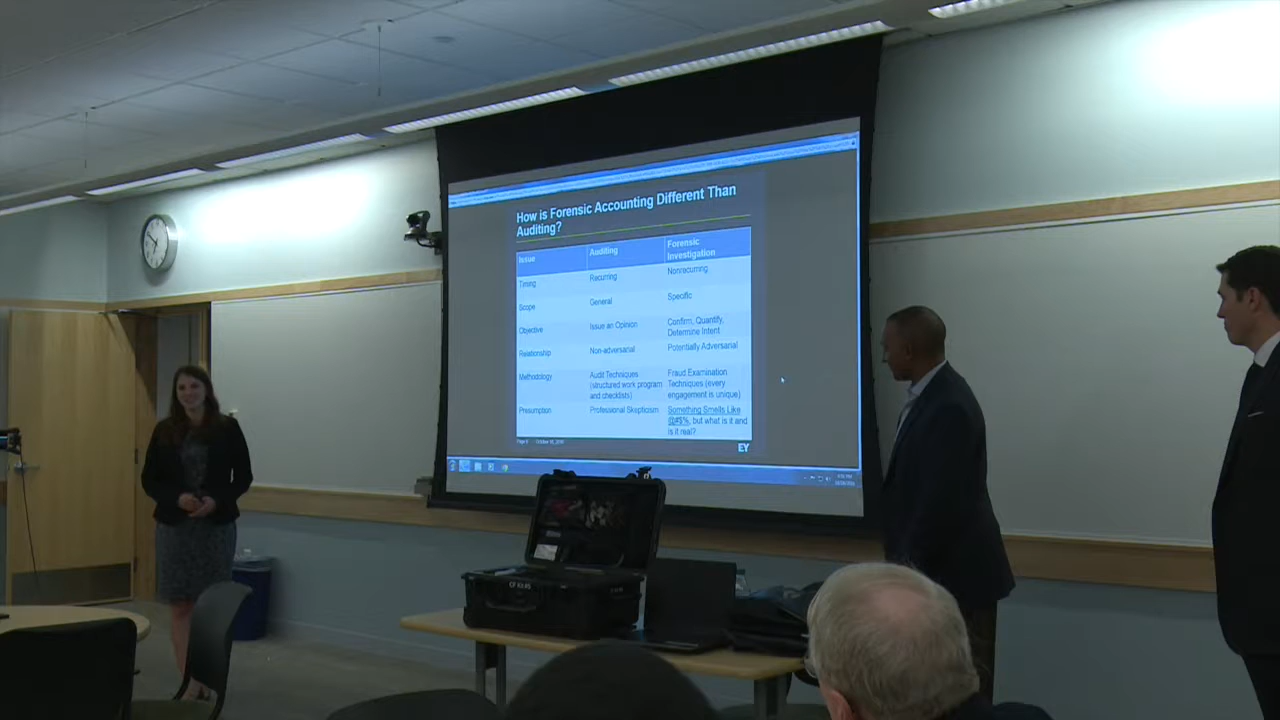 How is Forensic Accounting Different Than
Auditing?
Issue Auditing Forensic
Investigation
Timing Recurring Nonrecurring
Scope General Specific
Objective Issue an Opinion Confirm, Quantify,
Determine Intent
Relationship Non-adversarial Potentially Adversarial
Methodology Audit Techniques Fraud Examination
(structured work program Techniques (every
and checklists) engagement is unique)
Presumption Professional Skepticism Something Smells Like
@#$%, but what is it and
is it real?
EY